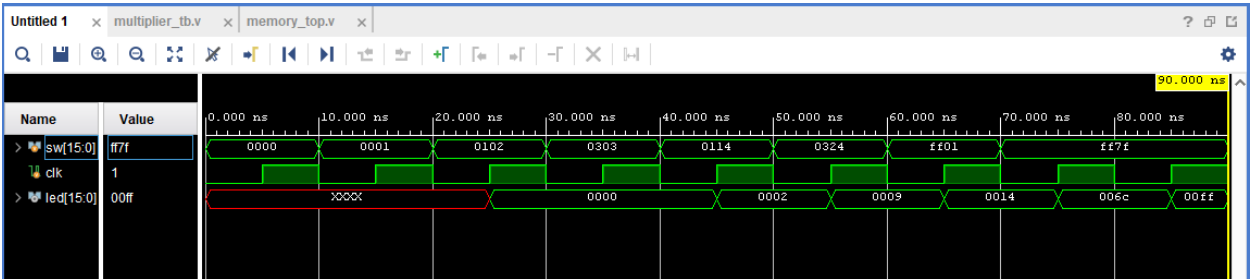 Untitled 1 × multiplier_tb.v × memory_top.v × ?
90.000 ns
Name Value 0.000 ns 10.000 ns 20.000 ns 30.000 ns 40.000 ns 50.000 ns 60.000 ns 70.000 ns 80.000 ns
sw[15:0] ff7f 0000 0001 0102 0303 0114 0324 ff01 ff7f
clk 1
led[15:0] 00ff XXXX 0000 0002 0009 0014 006c 00ff